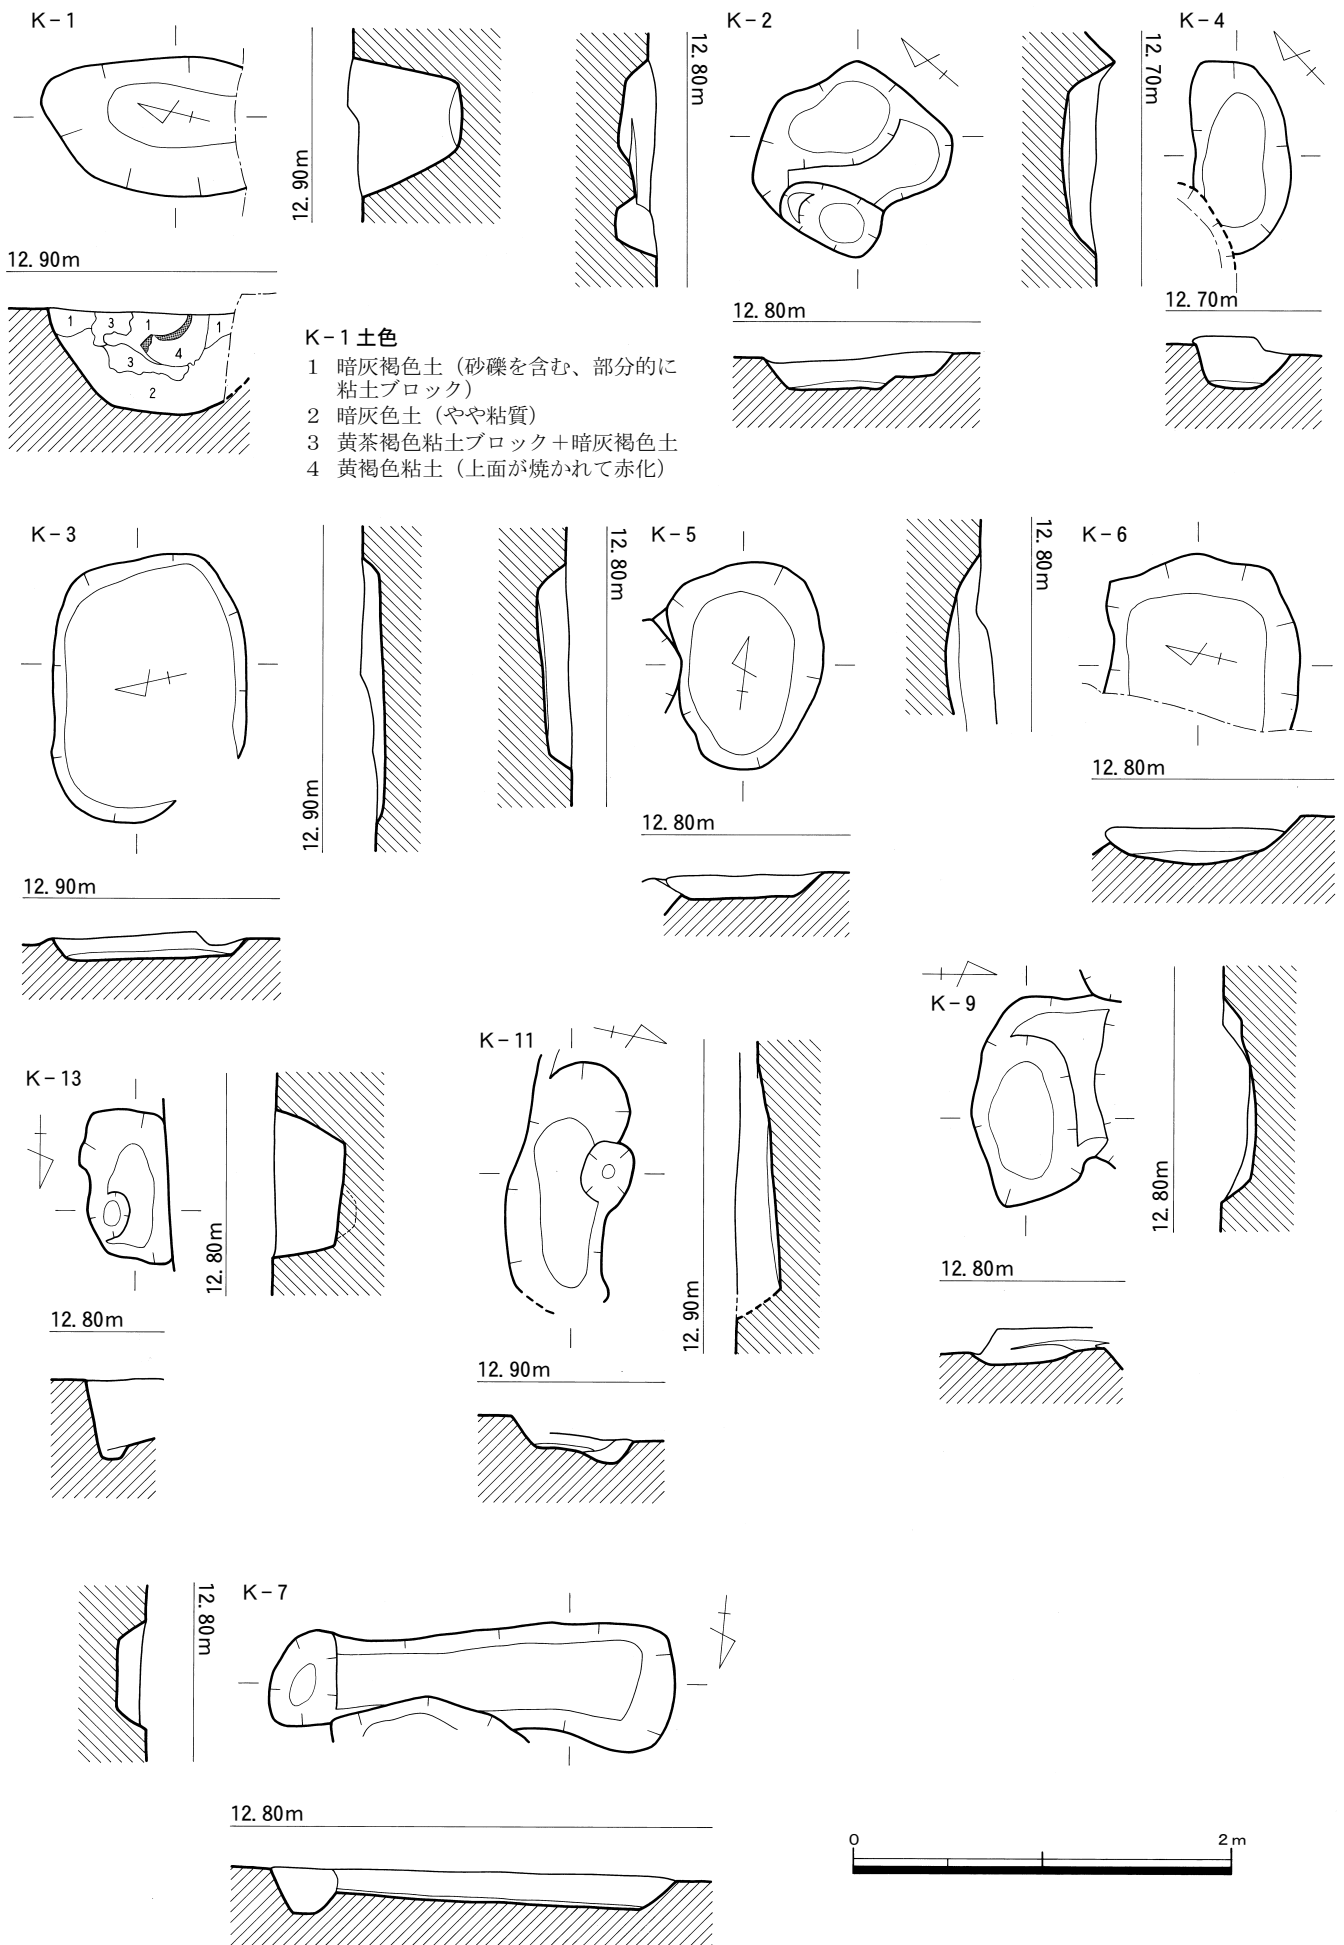 K-1
12.90m
12.90m
12.80m
K-2
12.80m
12.70m
K-4
12.70m
1
3
1
1
3
4
2
K-1 土色
1 暗灰褐色土（砂礫を含む、部分的に
粘土ブロック）
2 暗灰色土（やや粘質）
3 黄茶褐色粘土ブロック＋暗灰褐色土
4 黄褐色粘土（上面が焼かれて赤化）
K-3
12.90m
12.90m
12.80m
K-5
12.80m
12.80m
K-6
12.80m
K-13
12.80m
12.80m
K-11
12.90m
12.90m
K-9
12.80m
12.80m
12.80m
K-7
12.80m
0 2m